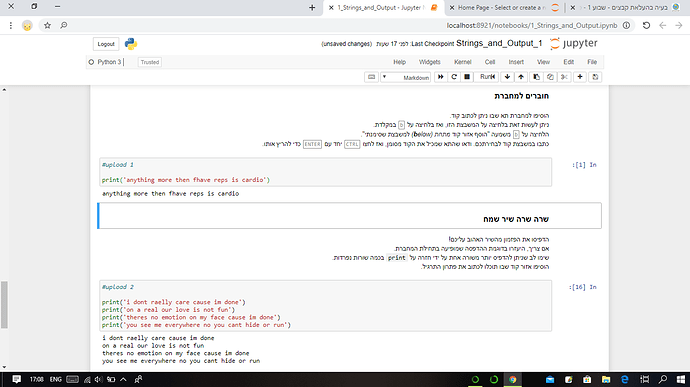 1_Strings_and_Output - Jupyter N
Home Page - Select or create a n
בעיה בהעלאת קבצים - שבוע 1 -
localhost:8921/notebooks/1_Strings_and_Output.ipynb
Logout
(unsaved changes) לפני 17 שעות :Last Checkpoint Strings_and_Output_1 jupyter
Python 3
Trusted
Help Widgets Kernel Cell Insert View Edit File
Markdown
Run
חוברים למחברת
הוסיפו למחברת תא שבו ניתן לכתוב קוד.
ניתן לעשות זאת בלחיצה על המשבצת הזו, ואז בלחיצה על b במקלדת.
הלחיצה על b משמעה "הוסף אזור קוד מתחת (below) למשבצת שסימנתי".
כתבו במשבצת קוד לבחירתכם. ודאו שהתא שמכיל את הקוד מסומן, ואז לחצו CTRL יחד עם ENTER כדי להריץ אותו.
In [1]:
#upload 1
print('anything more then fhave reps is cardio')
anything more then fhave reps is cardio
שרה שרה שיר שמח
הדפיסו את הפזמון מהשיר האהוב עליכם!
אם צריך, היעזרו בדוגמת ההדפסה שמופיעה בתחילת המחברת.
שימו לב שניתן להדפיס יותר משורה אחת על ידי חזרה על print בכמה שורות נפרדות.
הוסיפו אזור קוד שבו תוכלו לכתוב את פתרון התרגיל.
In [16]:
#upload 2
print('i dont raelly care cause im done')
print('on a real our love is not fun')
print('theres no emotion on my face cause im done')
print('you see me everywhere no you cant hide or run')
i dont raelly care cause im done
on a real our love is not fun
theres no emotion on my face cause im done
you see me everywhere no you cant hide or run
17:08 ENG